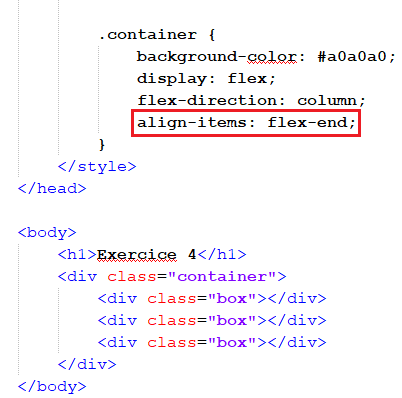 .container {
background-color: #a0a0a0;
display: flex;
flex-direction: column;
align-items: flex-end;
}
</style>
</head>
<body>
<h1>Exercice 4</h1>
<div class="container">
<div class="box"></div>
<div class="box"></div>
<div class="box"></div>
</div>
</body>